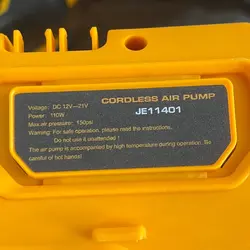 CORDLESS AIR PUMP
JE11401
Voltage: DC 12V—21V
Power: 110W
Max air pressure: 150psi
Warning: For safe operation, please read the instructions.
Do not use it unattended !
The air pump is accompanied by high temperature during operation. Be
careful of hot hands!